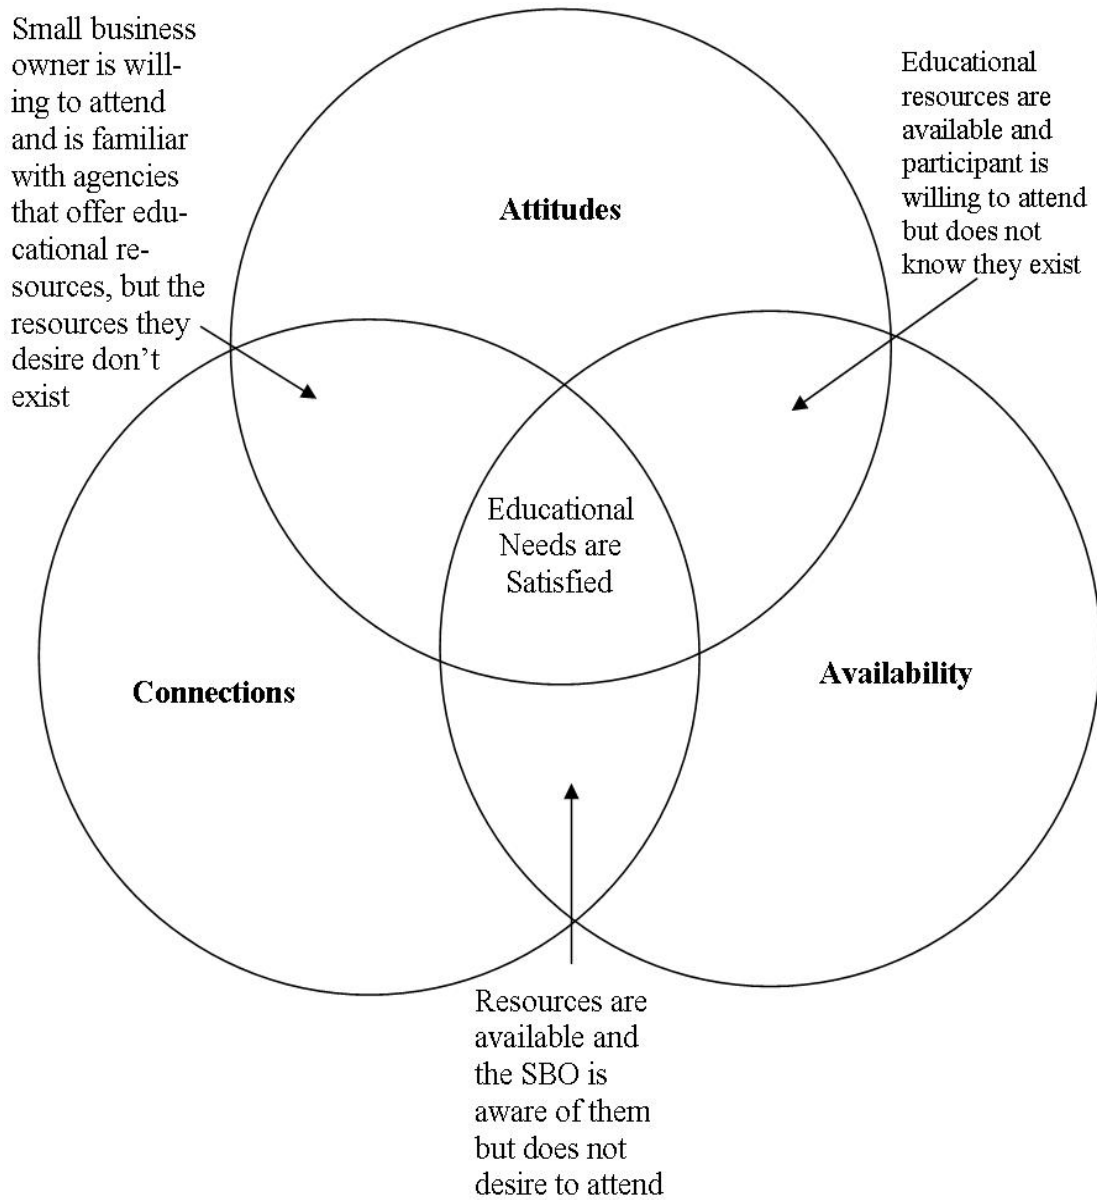 Small business
owner is will-
ing to attend
and is familiar
with agencies
that offer edu-
cational re-
sources, but the
resources they
desire don’t
exist
Educational
resources are
available and
participant is
willing to attend
but does not
know they exist
Attitudes
Educational
Needs are
Satisfied
Connections
Availability
Resources are
available and
the SBO is
aware of them
but does not
desire to attend